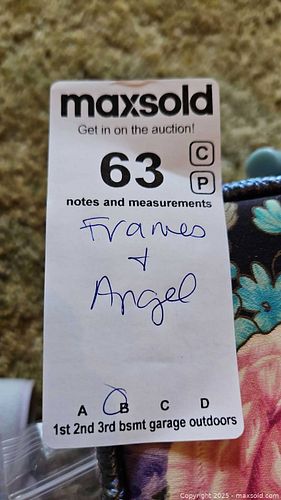 maxsold
Get in on the auction!
63
C
P
notes and measurements
Frames
+
Angel
A B C D
1st 2nd 3rd bsmt garage outdoors
Copyright © 2025 - maxsold.com